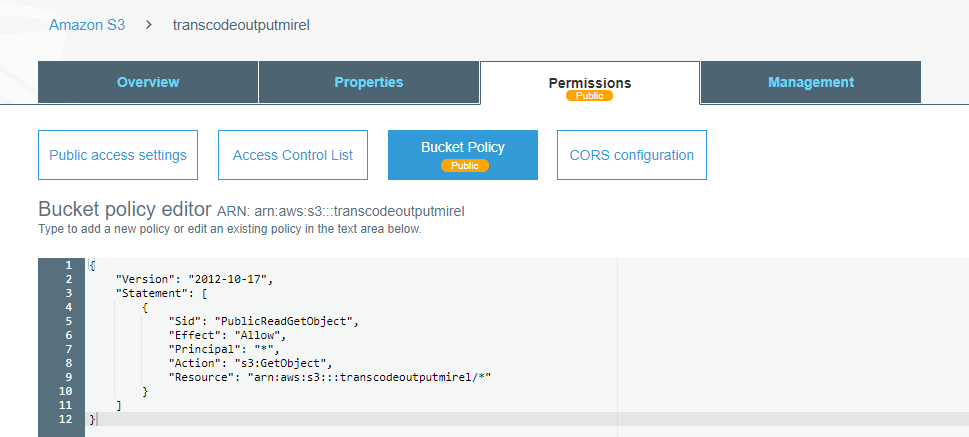 Amazon S3 > transcodeoutputmirel
Overview Properties Permissions Management
Public
Public access settings Access Control List Bucket Policy CORS configuration
Public
Bucket policy editor ARN: arn:aws:s3:::transcodeoutputmirel
Type to add a new policy or edit an existing policy in the text area below.
1 {
2 "Version": "2012-10-17",
3 "Statement": [
4 {
5 "Sid": "PublicReadGetObject",
6 "Effect": "Allow",
7 "Principal": "*",
8 "Action": "s3:GetObject",
9 "Resource": "arn:aws:s3:::transcodeoutputmirel/*"
10 }
11 ]
12 }